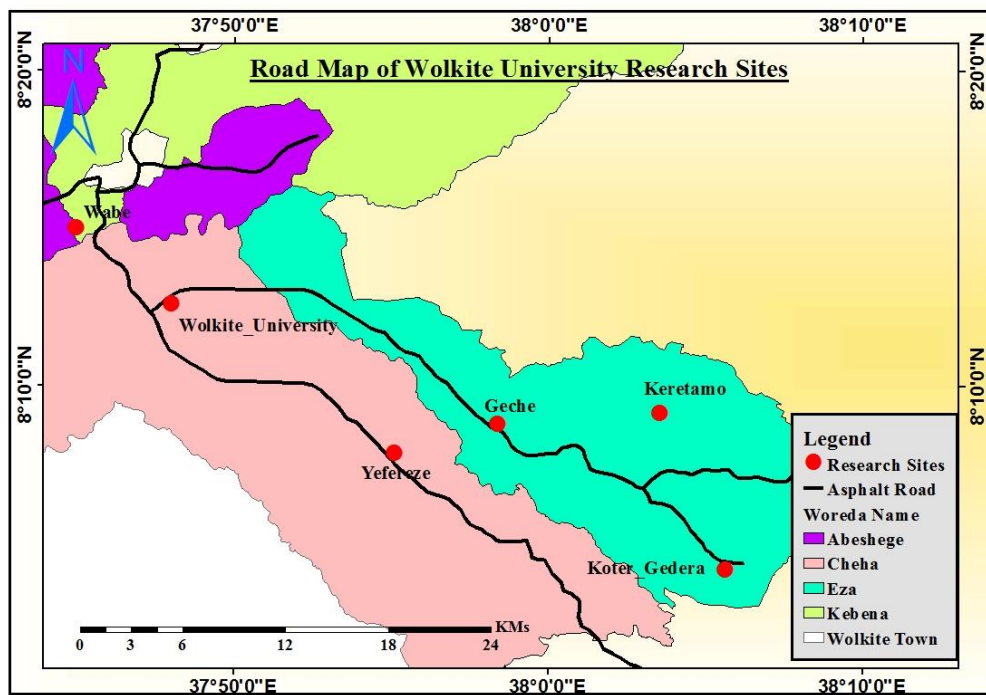 37°50'0"E 38°0'0"E 38°10'0"E
8°20'0"N 8°20'0"N
N
Road Map of Wolkite University Research Sites
Wabe
Wolkite_University
8°10'0"N 8°10'0"N
Keretamo
Geche
Yefereze
Koter_Gedera
Legend
Research Sites
Asphalt Road
Woreda Name
Abeshege
Cheha
Eza
Kebena
Wolkite Town
KMs
0 3 6 12 18 24
37°50'0"E 38°0'0"E 38°10'0"E